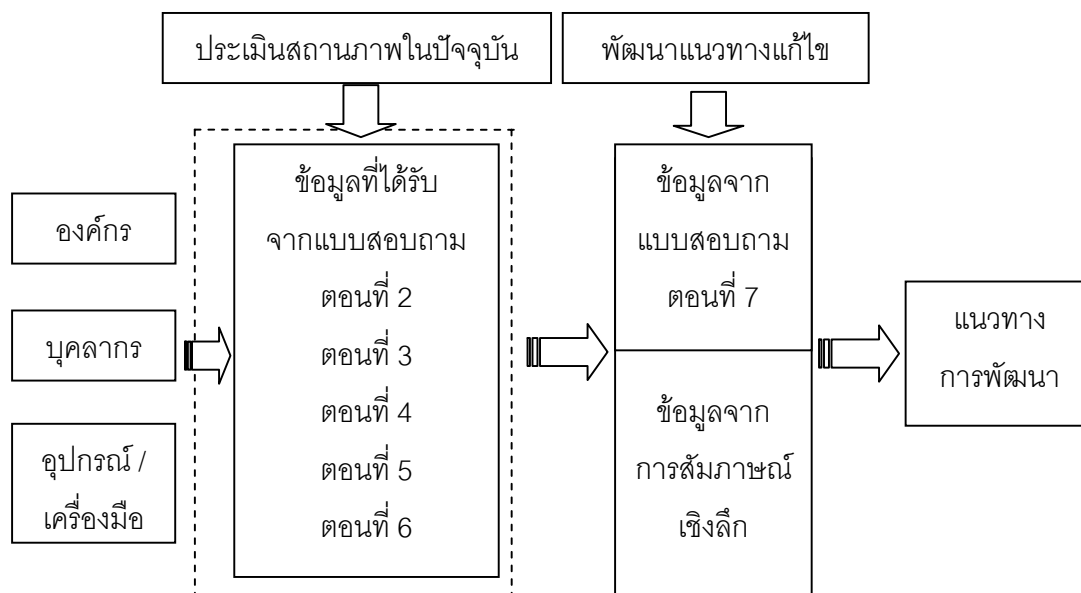 ประเมินสถานภาพในปัจจุบัน
พัฒนาแนวทางแก้ไข
องค์กร
บุคลากร
อุปกรณ์ /
เครื่องมือ
ข้อมูลที่ได้รับ
จากแบบสอบถาม
ตอนที่ 2
ตอนที่ 3
ตอนที่ 4
ตอนที่ 5
ตอนที่ 6
ข้อมูลจาก
แบบสอบถาม
ตอนที่ 7
ข้อมูลจาก
การสัมภาษณ์
เชิงลึก
แนวทาง
การพัฒนา